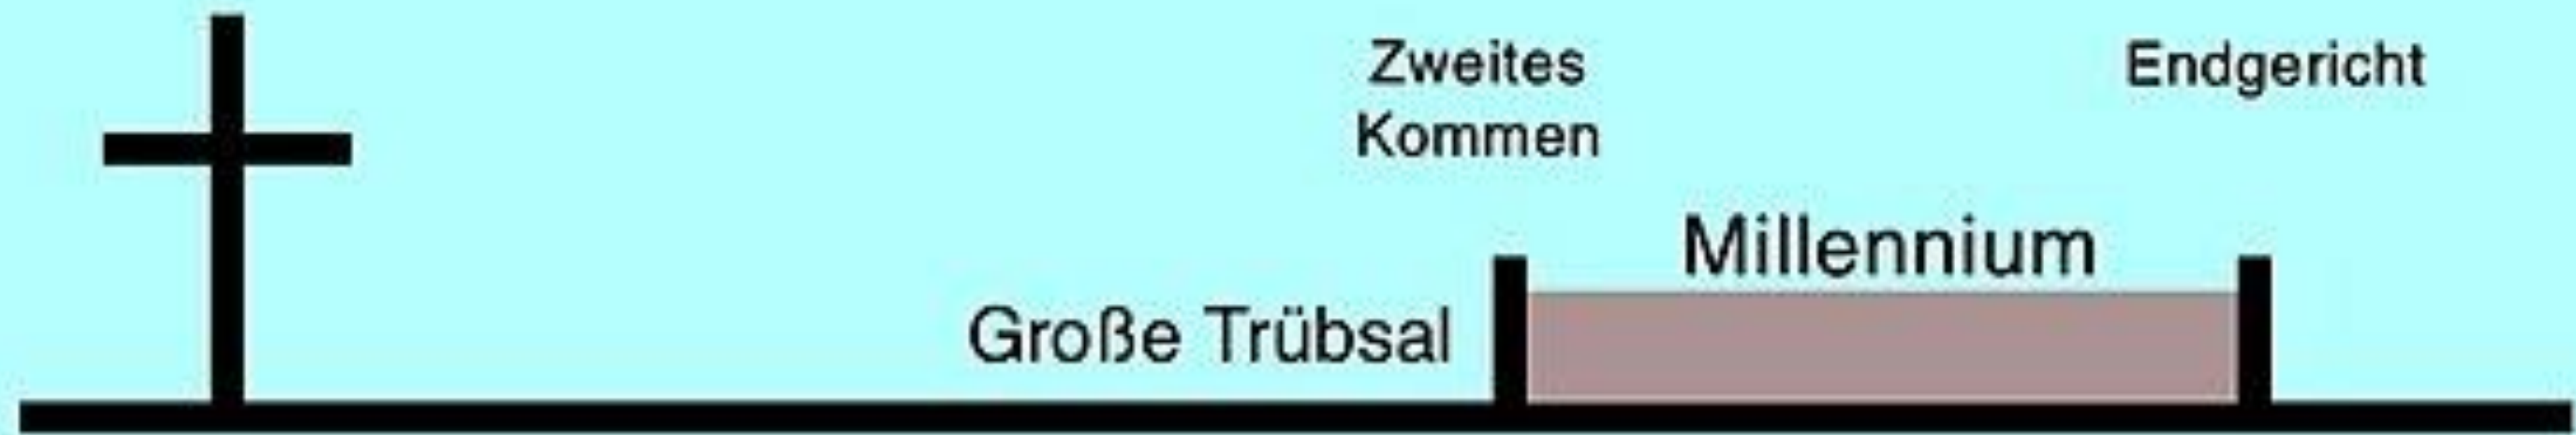 Zweites
Kommen
Endgericht
Millennium
Große Trübsal